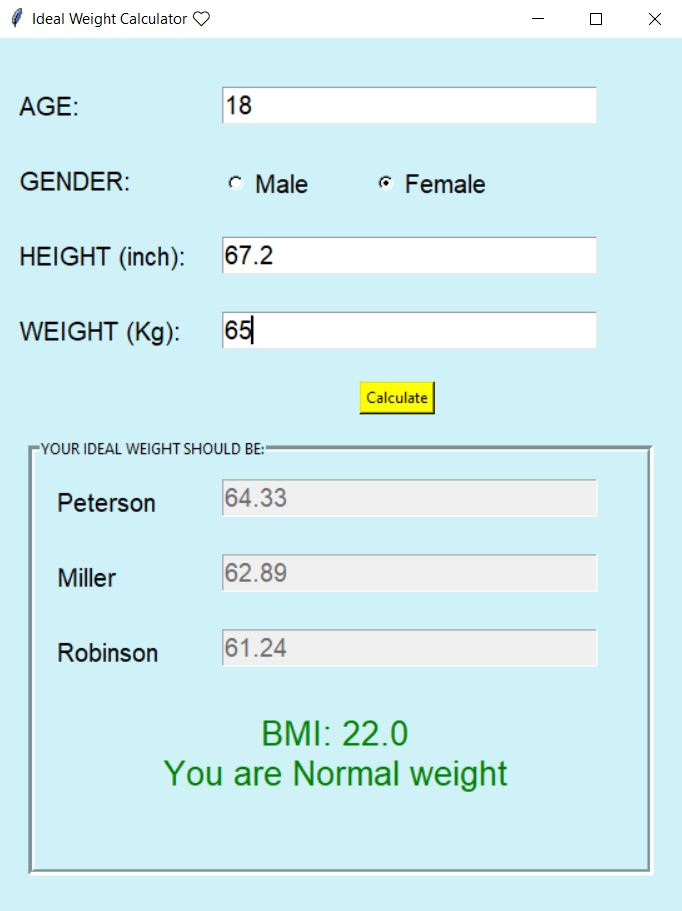 Ideal Weight Calculator ♡
AGE: 18
GENDER: Male Female
HEIGHT (inch): 67.2
WEIGHT (Kg): 65
Calculate
YOUR IDEAL WEIGHT SHOULD BE:
Peterson 64.33
Miller 62.89
Robinson 61.24
BMI: 22.0
You are Normal weight